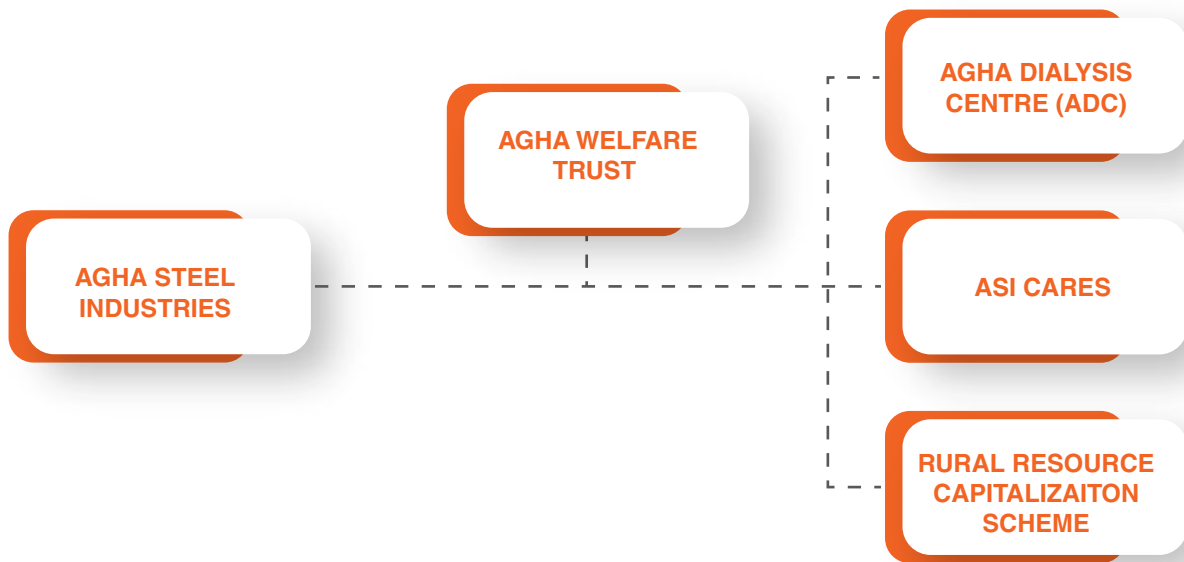 AGHA STEEL
INDUSTRIES
AGHA WELFARE
TRUST
AGHA DIALYSIS
CENTRE (ADC)
ASI CARES
RURAL RESOURCE
CAPITALIZAITON
SCHEME